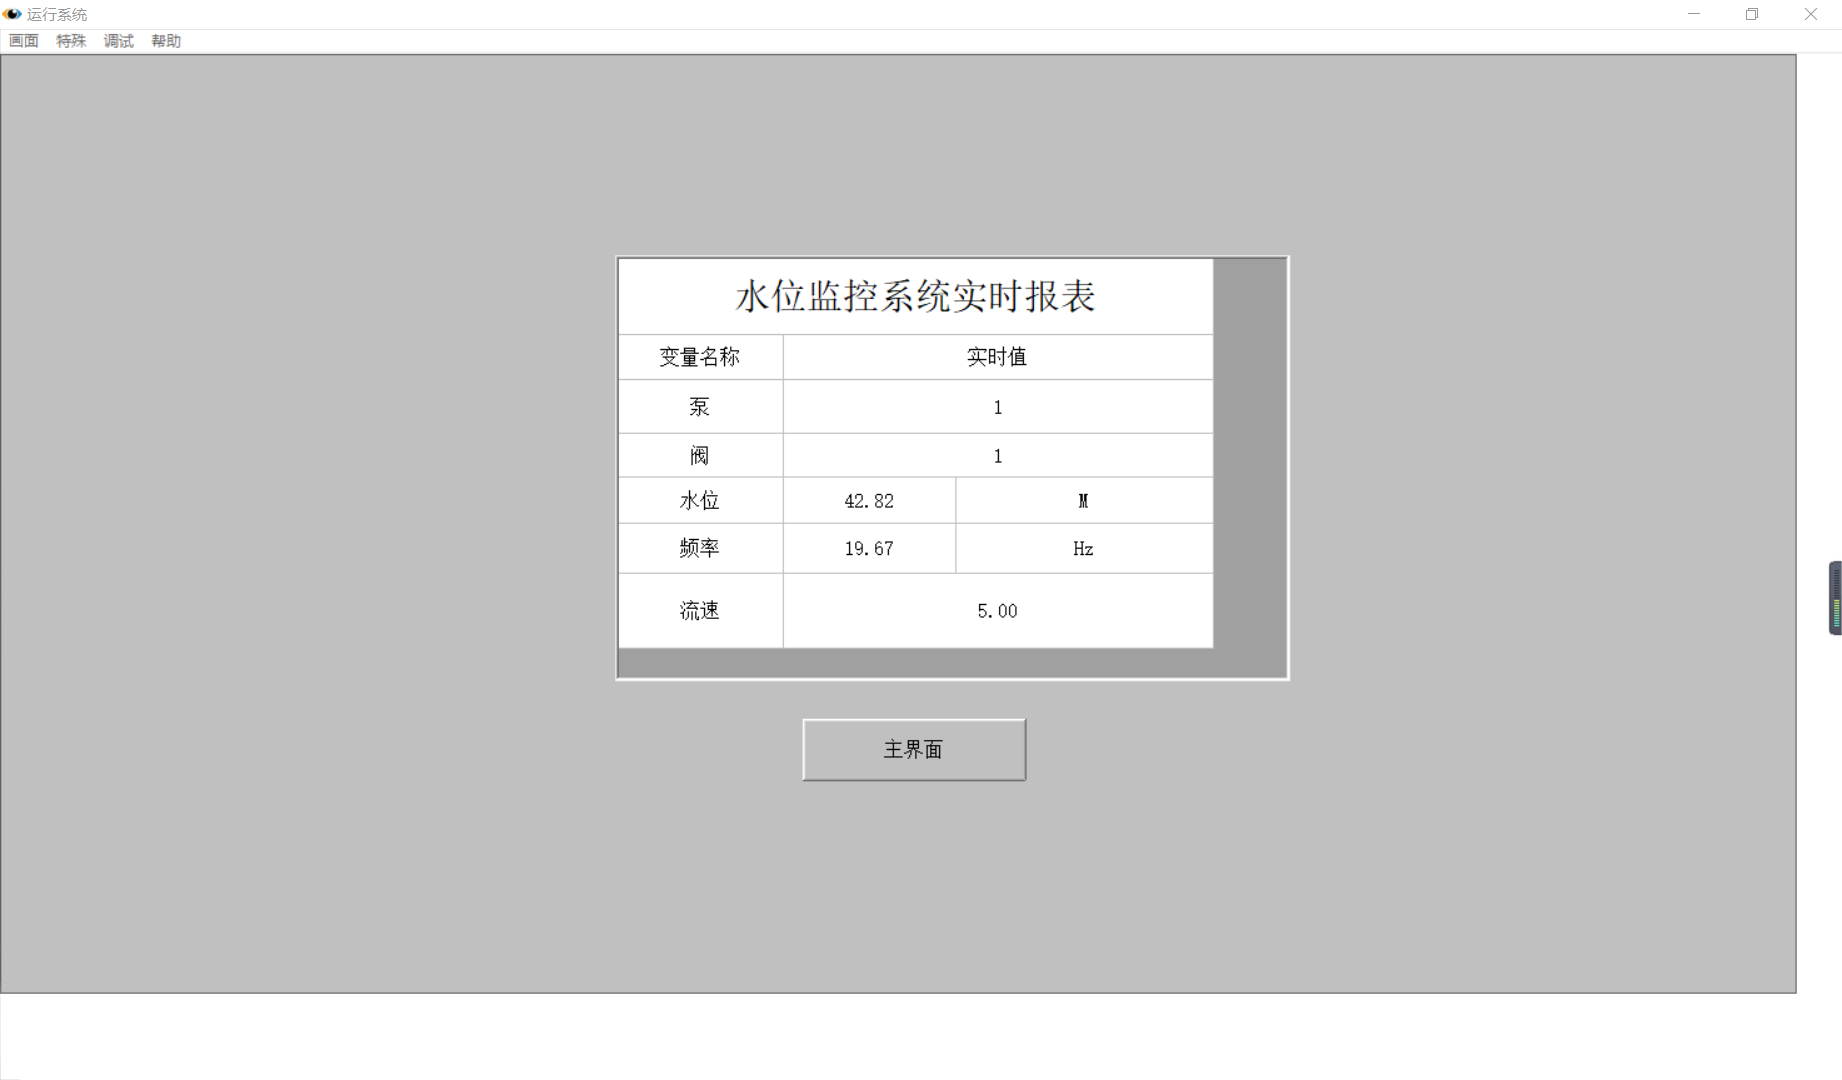 运行系统
画面 特殊 调试 帮助
水位监控系统实时报表
变量名称 实时值
泵 1
阀 1
水位 42.82 M
频率 19.67 Hz
流速 5.00
主界面